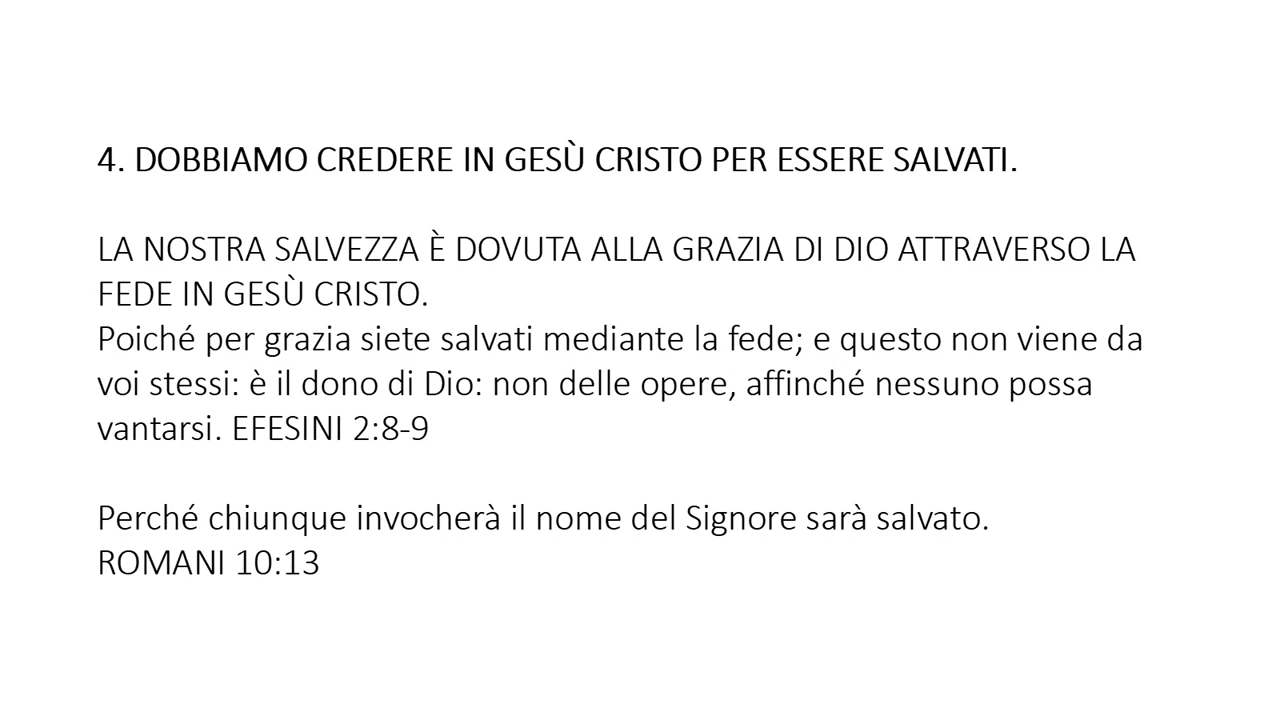 4. DOBBIAMO CREDERE IN GESÙ CRISTO PER ESSERE SALVATI.
LA NOSTRA SALVEZZA È DOVUTA ALLA GRAZIA DI DIO ATTRAVERSO LA
FEDE IN GESÙ CRISTO.
Poiché per grazia siete salvati mediante la fede; e questo non viene da
voi stessi: è il dono di Dio: non delle opere, affinché nessuno possa
vantarsi. EFESINI 2:8-9
Perché chiunque invocherà il nome del Signore sarà salvato.
ROMANI 10:13